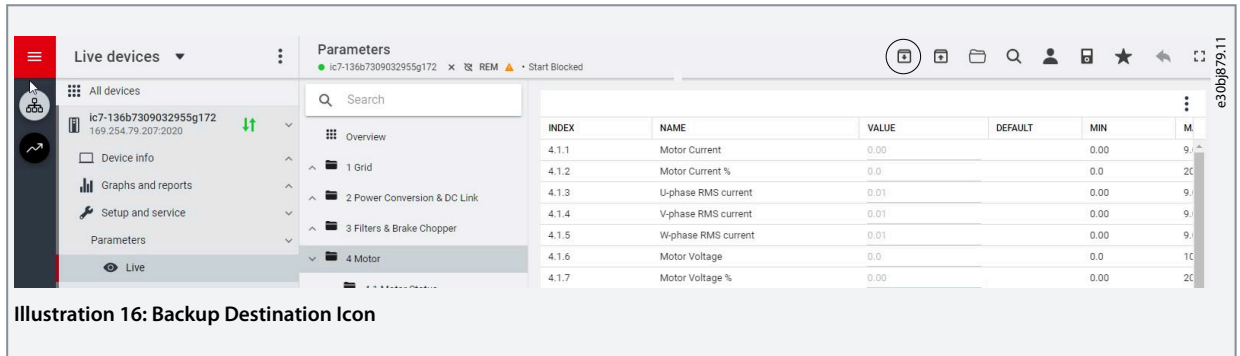 Live devices
Parameters
ic7-136b7309032955g172 REM • Start Blocked
e30bj879.11
All devices
ic7-136b7309032955g172
169.254.79.207:2020
Device info
Graphs and reports
Setup and service
Parameters
Live
Search
Overview
1 Grid
2 Power Conversion & DC Link
3 Filters & Brake Chopper
4 Motor
INDEX NAME VALUE DEFAULT MIN
4.1.1 Motor Current 0.00 0.00
4.1.2 Motor Current % 0.0 0.0
4.1.3 U-phase RMS current 0.01 0.00
4.1.4 V-phase RMS current 0.01 0.00
4.1.5 W-phase RMS current 0.01 0.00
4.1.6 Motor Voltage 0.0 0.0
4.1.7 Motor Voltage % 0.00 0.00
Illustration 16: Backup Destination Icon